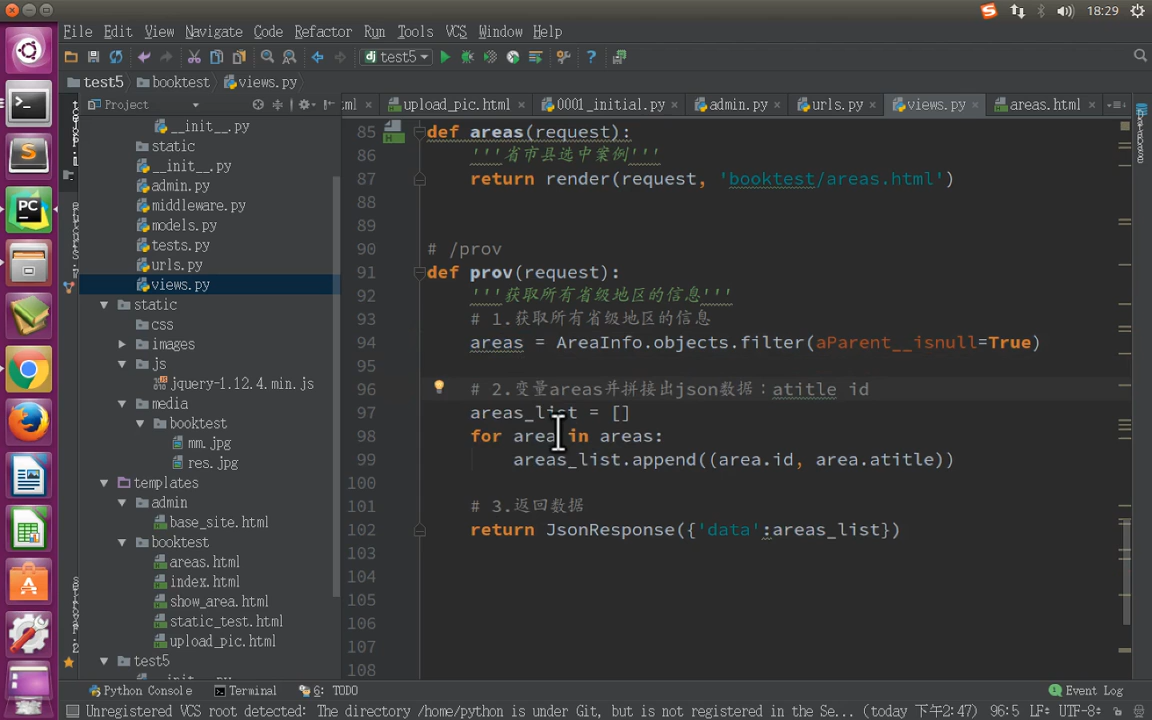 18:29
File Edit View Navigate Code Refactor Run Tools VCS Window Help
test5
test5 booktest views.py
Project
ml upload_pic.html 0001_initial.py admin.py urls.py views.py areas.html
__init__.py
static
__init__.py
admin.py
middleware.py
models.py
tests.py
urls.py
views.py
static
css
images
js
jquery-1.12.4.min.js
media
booktest
mm.jpg
res.jpg
templates
admin
base_site.html
booktest
areas.html
index.html
show_area.html
static_test.html
upload_pic.html
test5
85 def areas(request):
86 '''省市县选中案例'''
87 return render(request, 'booktest/areas.html')
88
89
90 # /prov
91 def prov(request):
92 '''获取所有省级地区的信息'''
93 # 1.获取所有省级地区的信息
94 areas = AreaInfo.objects.filter(aParent__isnull=True)
95
96 # 2.变量areas并拼接出json数据：atitle id
97 areas_list = []
98 for area in areas:
99 areas_list.append((area.id, area.atitle))
100
101 # 3.返回数据
102 return JsonResponse({'data':areas_list})
103
104
105
106
107
108
Python Console Terminal 6: TODO Event Log
Unregistered VCS root detected: The directory /home/python is under Git, but is not registered in the Se... (today 下午2:47) 96:5 LF÷ UTF-8÷